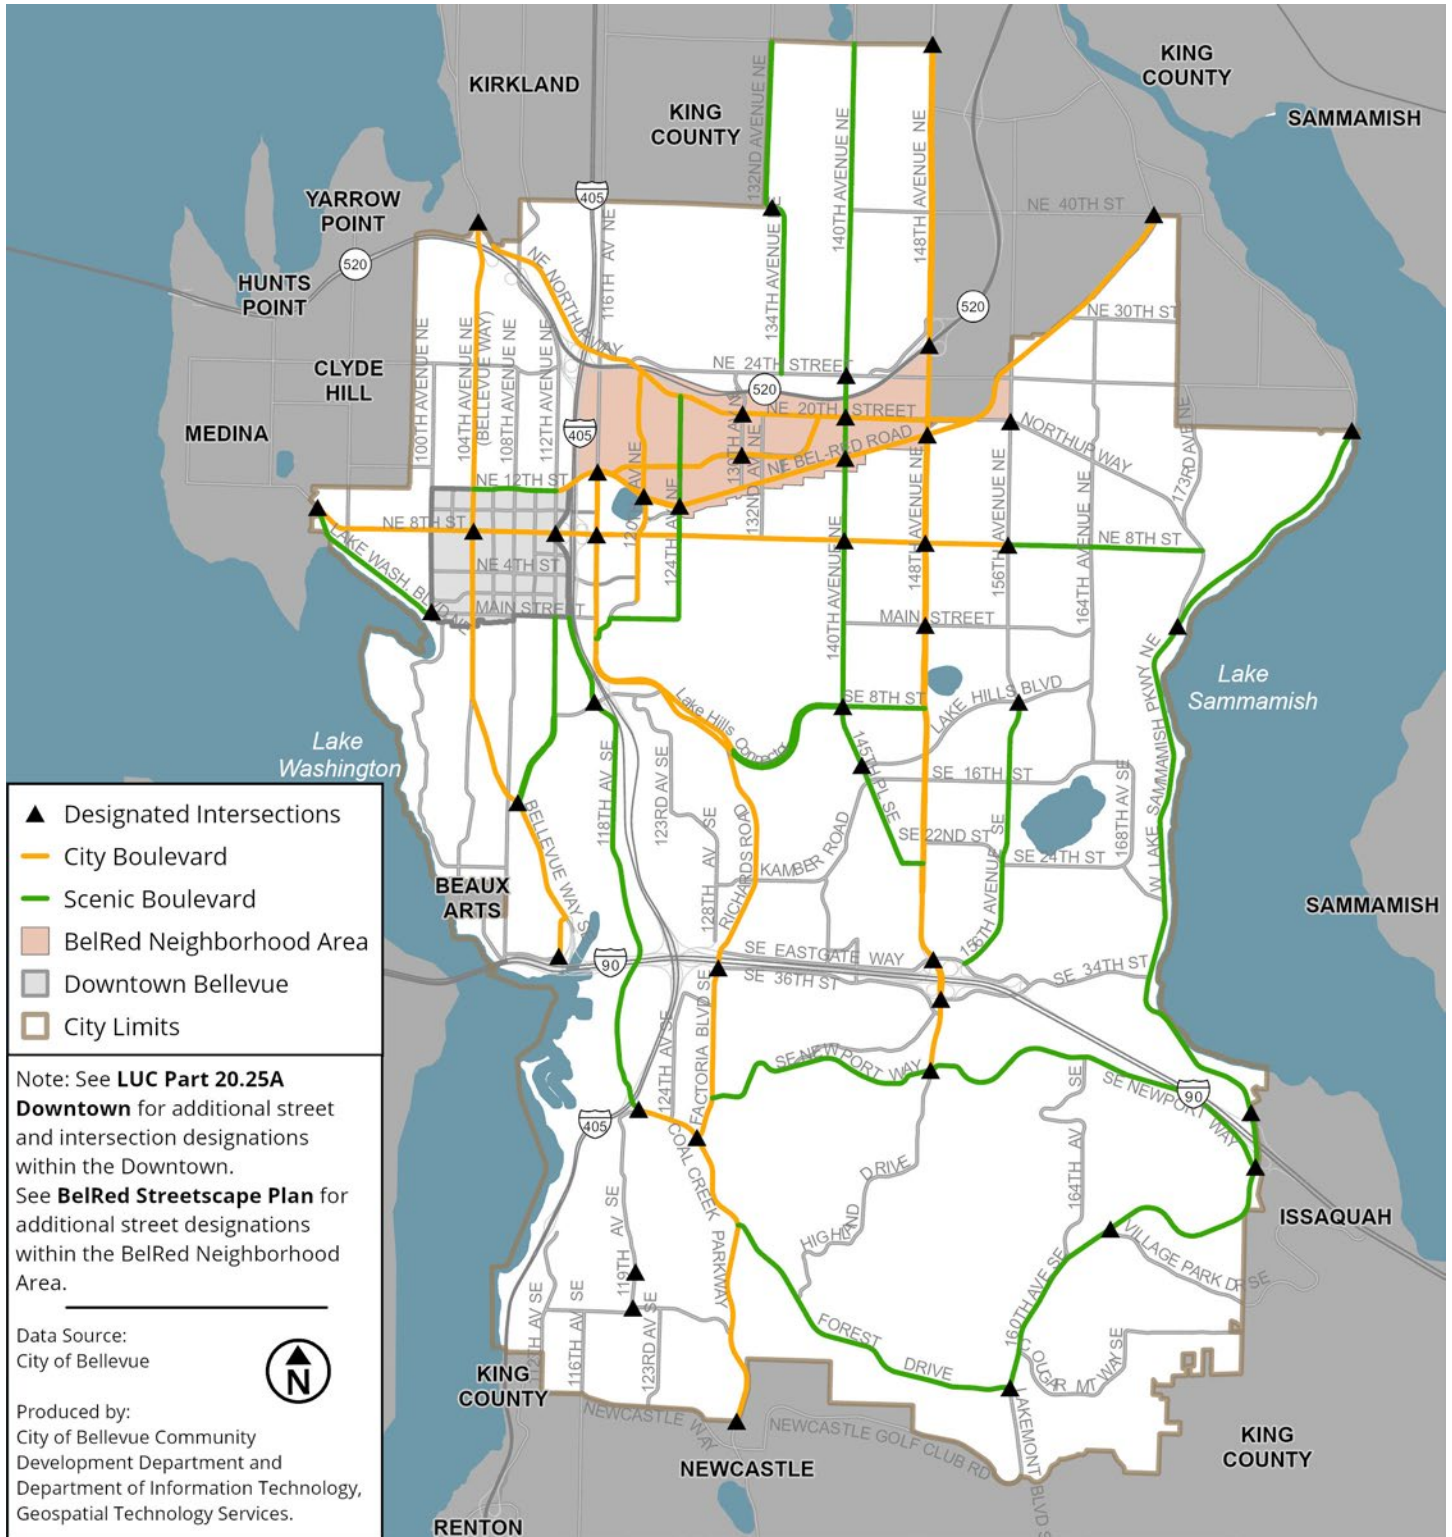 KIRKLAND
KING
COUNTY
KING
COUNTY
SAMMAMISH
YARROW
POINT
HUNTS
POINT
CLYDE
HILL
MEDINA
405
520
520
520
405
132ND AVENUE NE
140TH AVENUE NE
148TH AVENUE NE
134TH AVENUE
NE 40TH ST
116TH AV NE
NE NORTHUP WAY
NE 30TH ST
NE 24TH STREET
100TH AVENUE NE
104TH AVENUE NE
(BELLEVUE WAY)
108TH AVENUE NE
112TH AVENUE NE
NE 20TH STREET
NE BEL-RED ROAD
132ND AV NE
NORTHUP WAY
173RD AVE NE
NE 12TH ST
124TH AV NE
NE 8TH ST
NE 8TH ST
LAKE WASH. BLVD NE
NE 4TH ST
MAIN STREET
MAIN STREET
140TH AVENUE NE
148TH AVENUE NE
156TH AVENUE NE
164TH AVENUE NE
Lake
Sammamish
Lake
Washington
SE 8TH ST
LAKE HILLS BLVD
Lake Hills Connector
145TH PL SE
SE 16TH ST
W LAKE SAMMAMISH PKWY NE
118TH AV SE
123RD AV SE
128TH AV SE
RICHARDS ROAD
KAMBER ROAD
SE 22ND ST
SE 24TH ST
168TH AV SE
156TH AVENUE SE
BELLEVUE WAY SE
BEAUX
ARTS
SAMMAMISH
90
SE EASTGATE WAY
SE 36TH ST
SE 34TH ST
124TH AV SE
FACTORIA BLVD SE
SE NEWPORT WAY
SE NEWPORT WAY
90
405
COAL CREEK PARKWAY
HIGHLAND DRIVE
164TH AV SE
ISSAQUAH
VILLAGE PARK DR SE
119TH AV SE
160TH AVE SE
FOREST DRIVE
COUGAR MT WAY SE
112TH AV SE
116TH AV SE
123RD AV SE
KING
COUNTY
NEWCASTLE WAY
NEWCASTLE GOLF CLUB RD
LAKEMONT BLVD S
NEWCASTLE
KING
COUNTY
RENTON
Designated Intersections
City Boulevard
Scenic Boulevard
BelRed Neighborhood Area
Downtown Bellevue
City Limits
Note: See LUC Part 20.25A
Downtown for additional street
and intersection designations
within the Downtown.
See BelRed Streetscape Plan for
additional street designations
within the BelRed Neighborhood
Area.
Data Source:
City of Bellevue
N
Produced by:
City of Bellevue Community
Development Department and
Department of Information Technology,
Geospatial Technology Services.